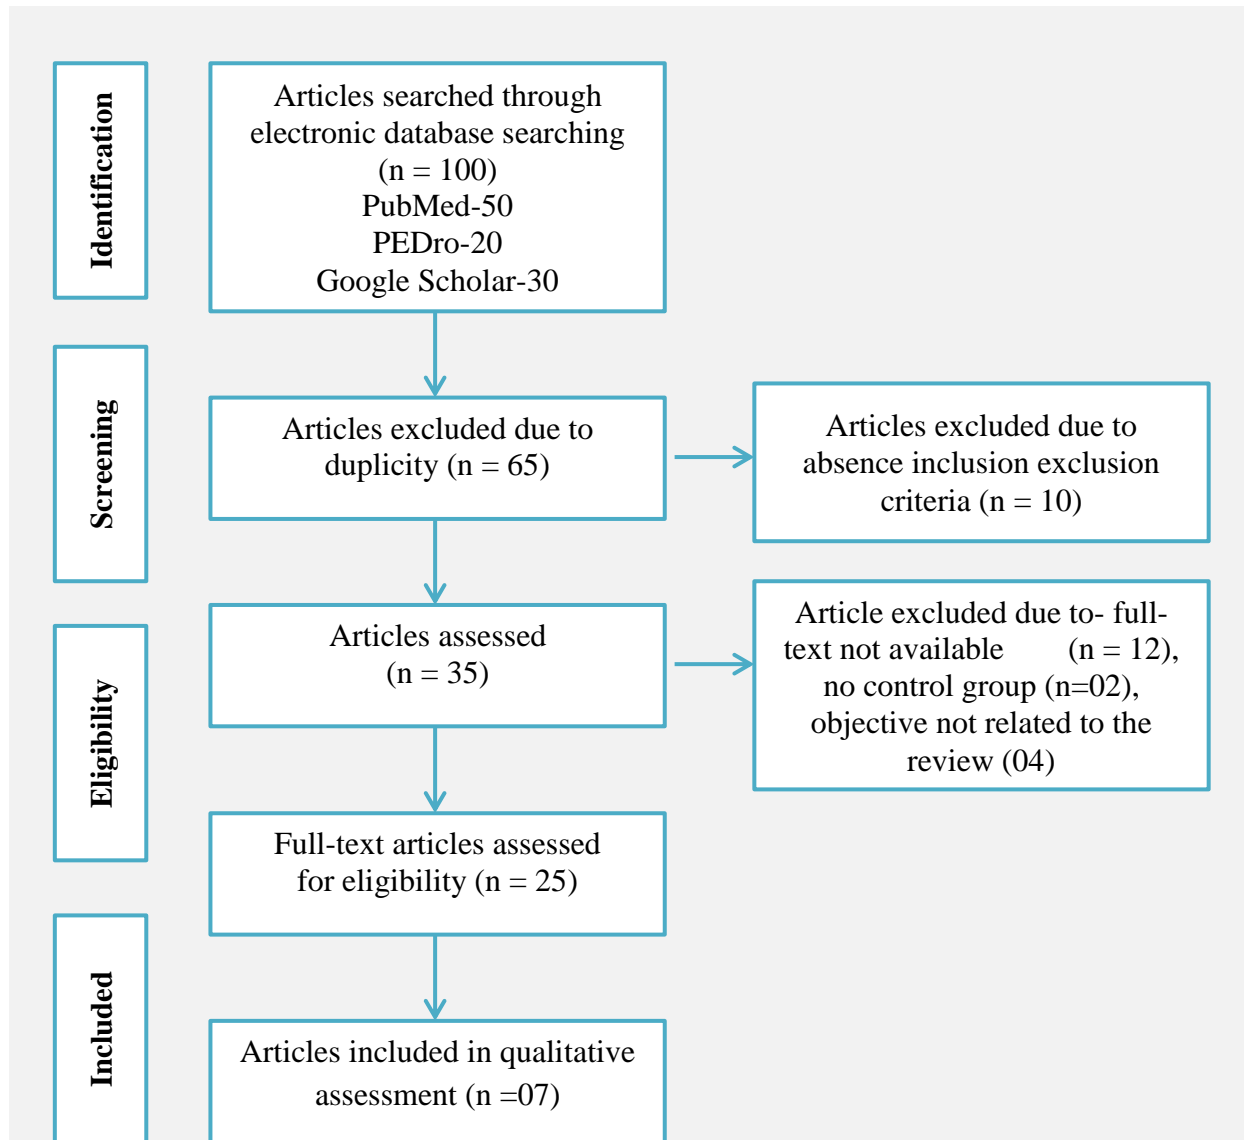 Identification
Articles searched through
electronic database searching
(n = 100)
PubMed-50
PEDro-20
Google Scholar-30
Screening
Articles excluded due to
duplicity (n = 65)
Articles excluded due to
absence inclusion exclusion
criteria (n = 10)
Eligibility
Articles assessed
(n = 35)
Article excluded due to- full-
text not available (n = 12),
no control group (n=02),
objective not related to the
review (04)
Full-text articles assessed
for eligibility (n = 25)
Included
Articles included in qualitative
assessment (n =07)